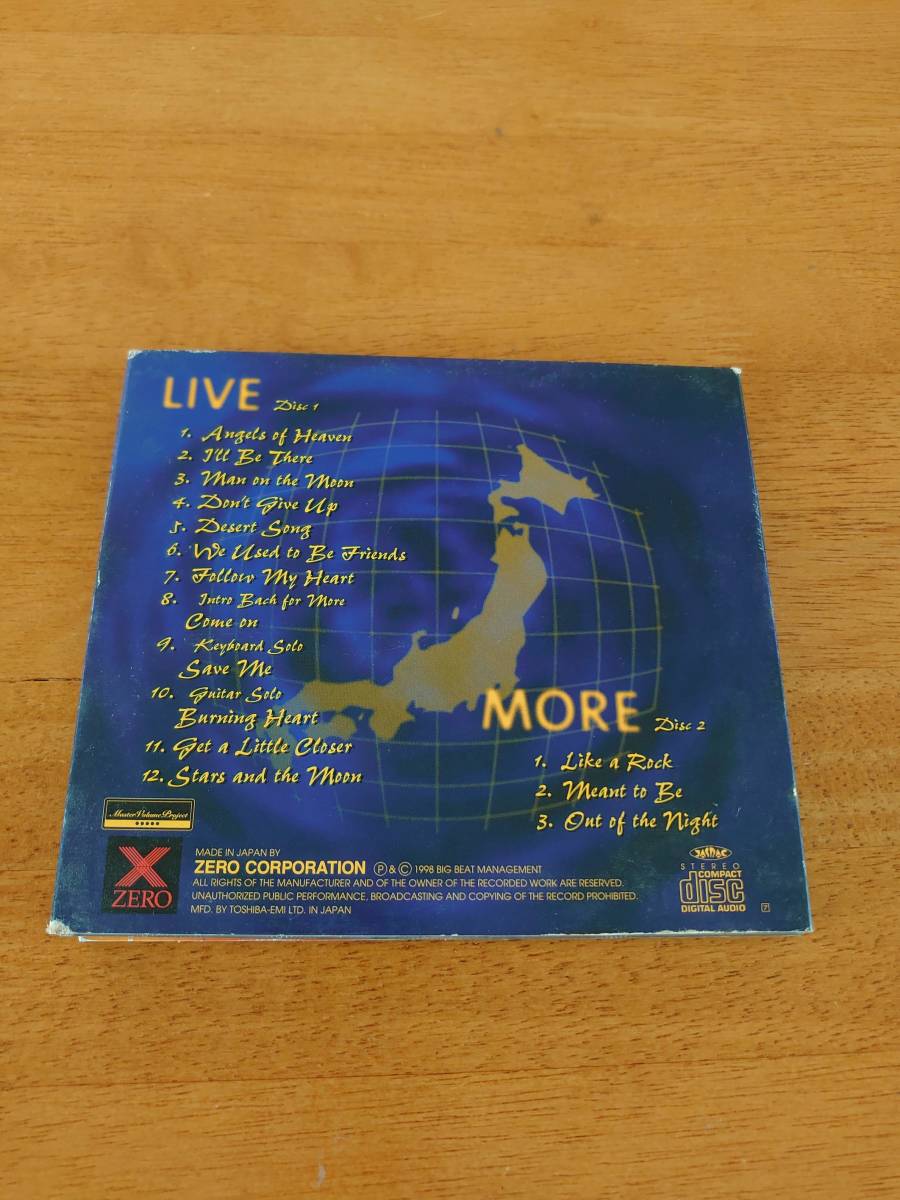 LIVE Disc 1
1. Angels of Heaven
2. I'll Be There
3. Man on the Moon
4. Don't Give Up
5. Desert Song
6. We Used to Be Friends
7. Follow My Heart
8. Intro Bach for More
Come on
9. Keyboard Solo
Save Me
10. Guitar Solo
Burning Heart
11. Get a Little Closer
12. Stars and the Moon
MORE Disc 2
1. Like a Rock
2. Meant to Be
3. Out of the Night
Master Volume Project
X
ZERO
MADE IN JAPAN BY
ZERO CORPORATION Ⓟ & © 1998 BIG BEAT MANAGEMENT
ALL RIGHTS OF THE MANUFACTURER AND OF THE OWNER OF THE RECORDED WORK ARE RESERVED.
UNAUTHORIZED PUBLIC PERFORMANCE, BROADCASTING AND COPYING OF THE RECORD PROHIBITED.
MFD. BY TOSHIBA-EMI LTD. IN JAPAN
JASRAC
STEREO
COMPACT
disc
DIGITAL AUDIO
ア